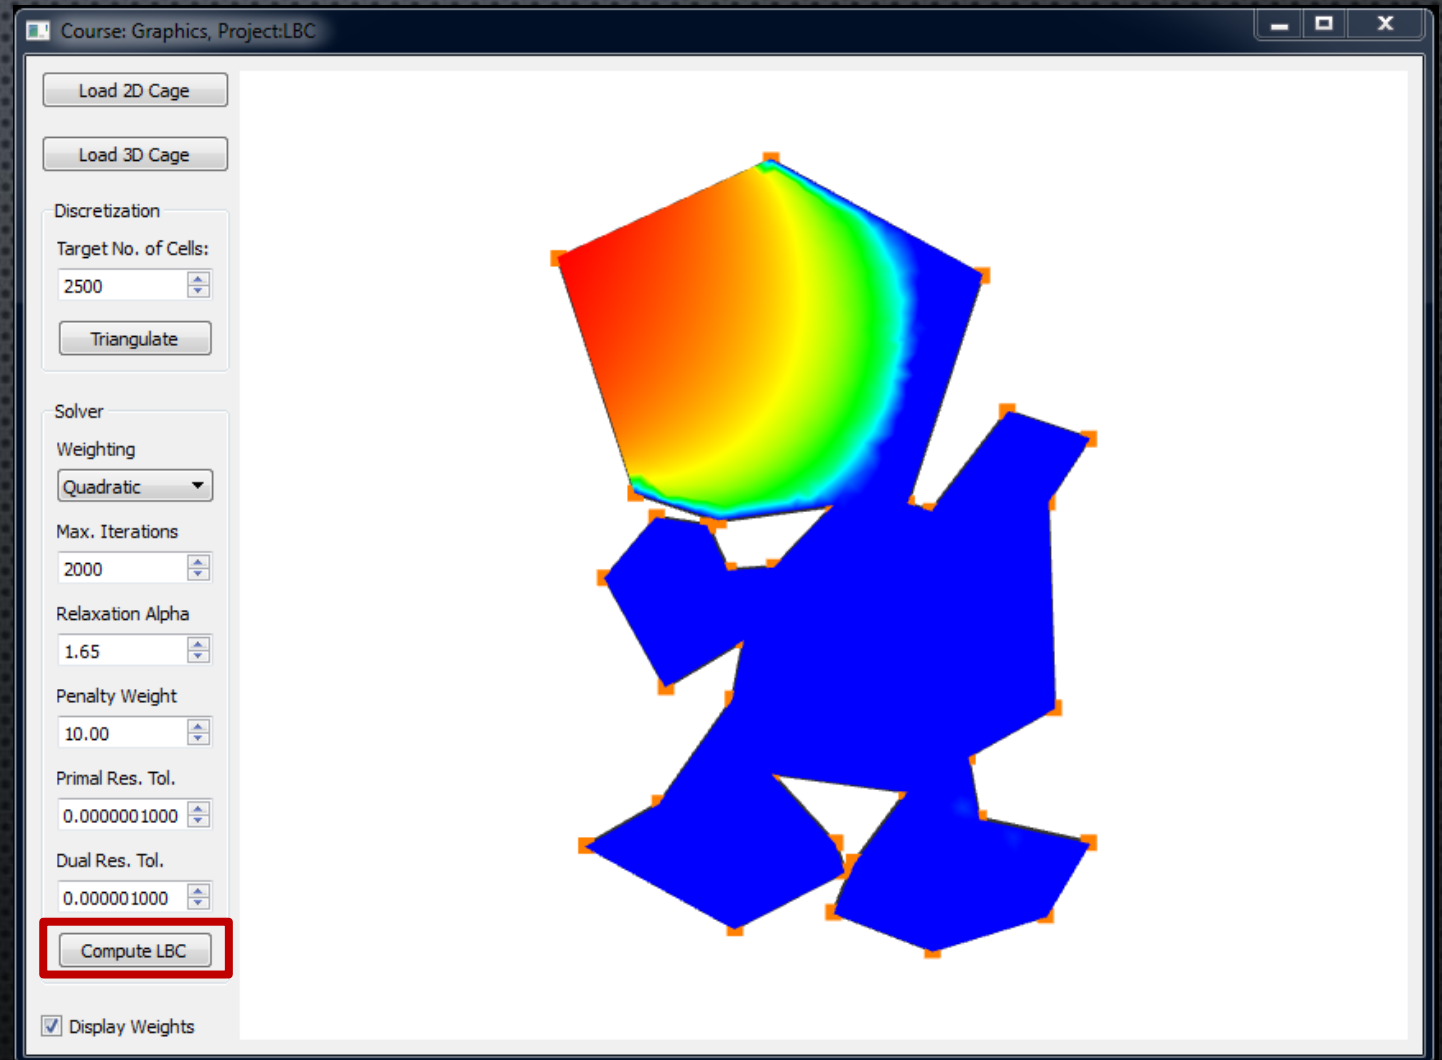 Course: Graphics, Project:LBC
Load 2D Cage
Load 3D Cage
Discretization
Target No. of Cells:
2500
Triangulate
Solver
Weighting
Quadratic
Max. Iterations
2000
Relaxation Alpha
1.65
Penalty Weight
10.00
Primal Res. Tol.
0.0000001000
Dual Res. Tol.
0.000001000
Compute LBC
Display Weights